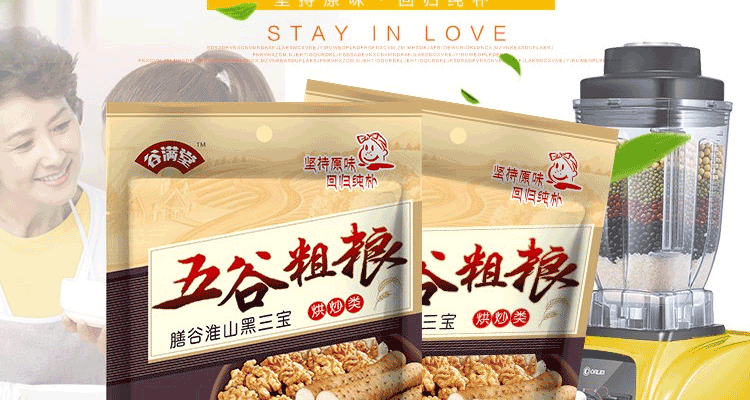 坚持原味·回归纯朴
STAY IN LOVE
谷满堂
TM
坚持原味
回归纯朴
五谷粗粮
烘炒类
膳谷淮山黑三宝
坚持原味
回归纯朴
谷粗粮
烘炒类
黑三宝